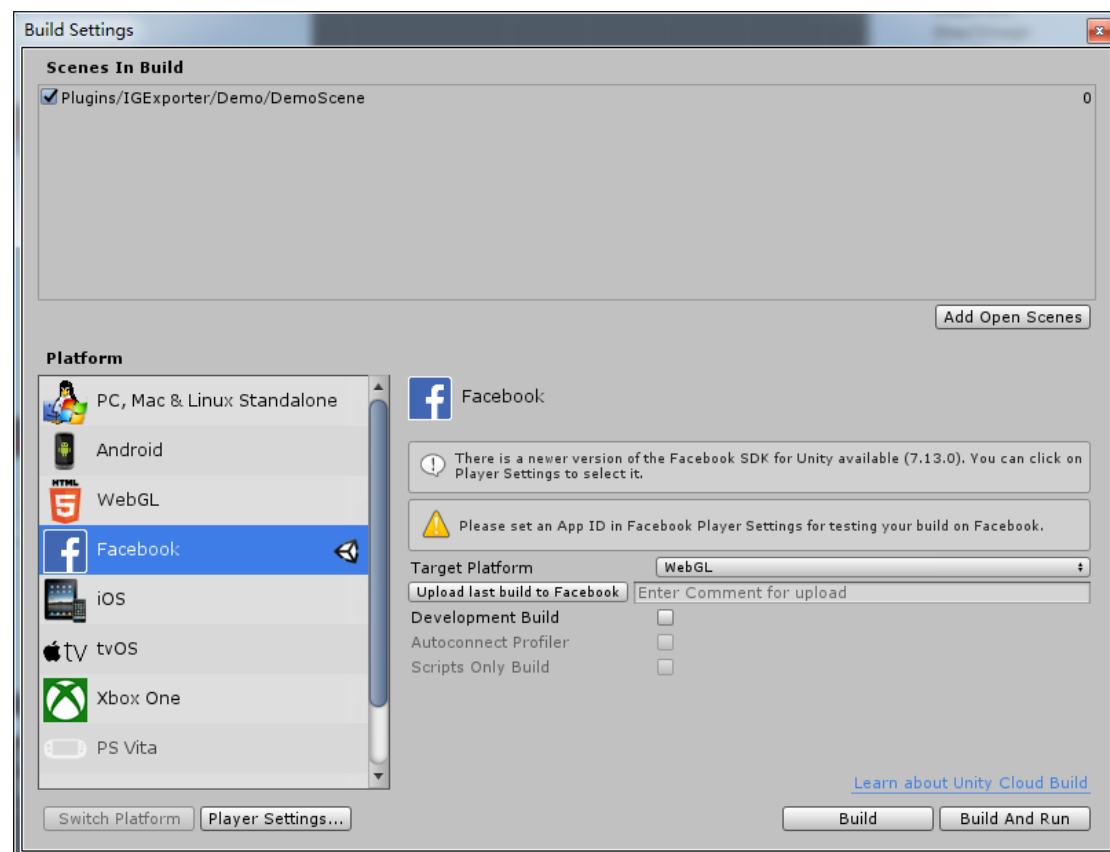 Build Settings
Scenes In Build
Plugins/IGExporter/Demo/DemoScene 0
Add Open Scenes
Platform
PC, Mac & Linux Standalone
Android
HTML
5
WebGL
Facebook
iOS
tv tvOS
Xbox One
PS Vita
Facebook
There is a newer version of the Facebook SDK for Unity available (7.13.0). You can click on
Player Settings to select it.
Please set an App ID in Facebook Player Settings for testing your build on Facebook.
Target Platform WebGL
Upload last build to Facebook Enter Comment for upload
Development Build
Autoconnect Profiler
Scripts Only Build
Learn about Unity Cloud Build
Switch Platform Player Settings... Build Build And Run